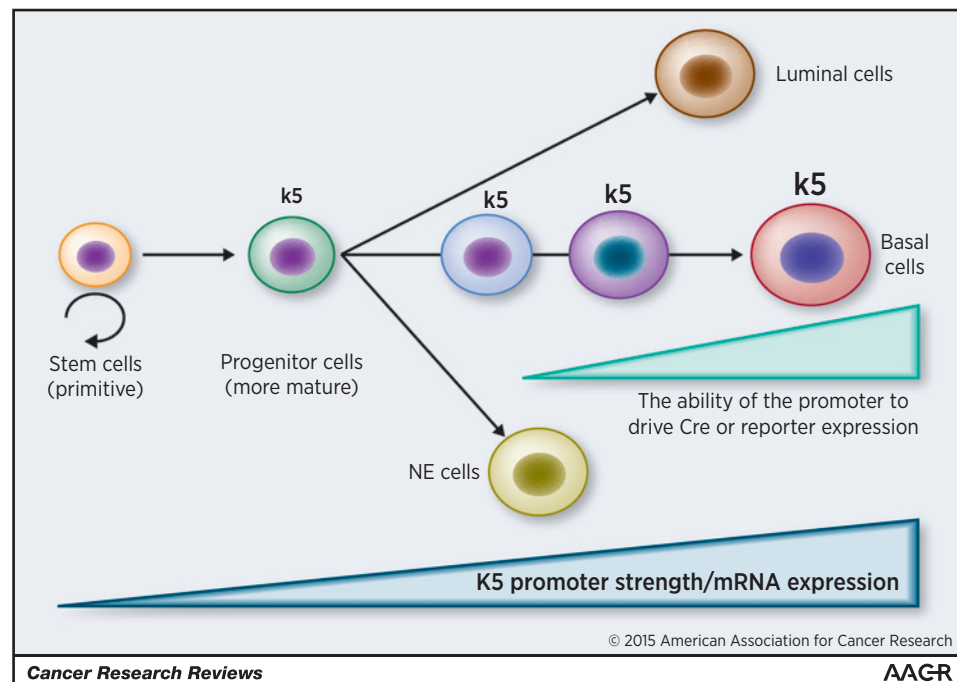 Luminal cells
k5
k5
k5
k5
Basal
cells
Stem cells
(primitive)
Progenitor cells
(more mature)
The ability of the promoter to
drive Cre or reporter expression
NE cells
K5 promoter strength/mRNA expression
© 2015 American Association for Cancer Research
Cancer Research Reviews
AACR